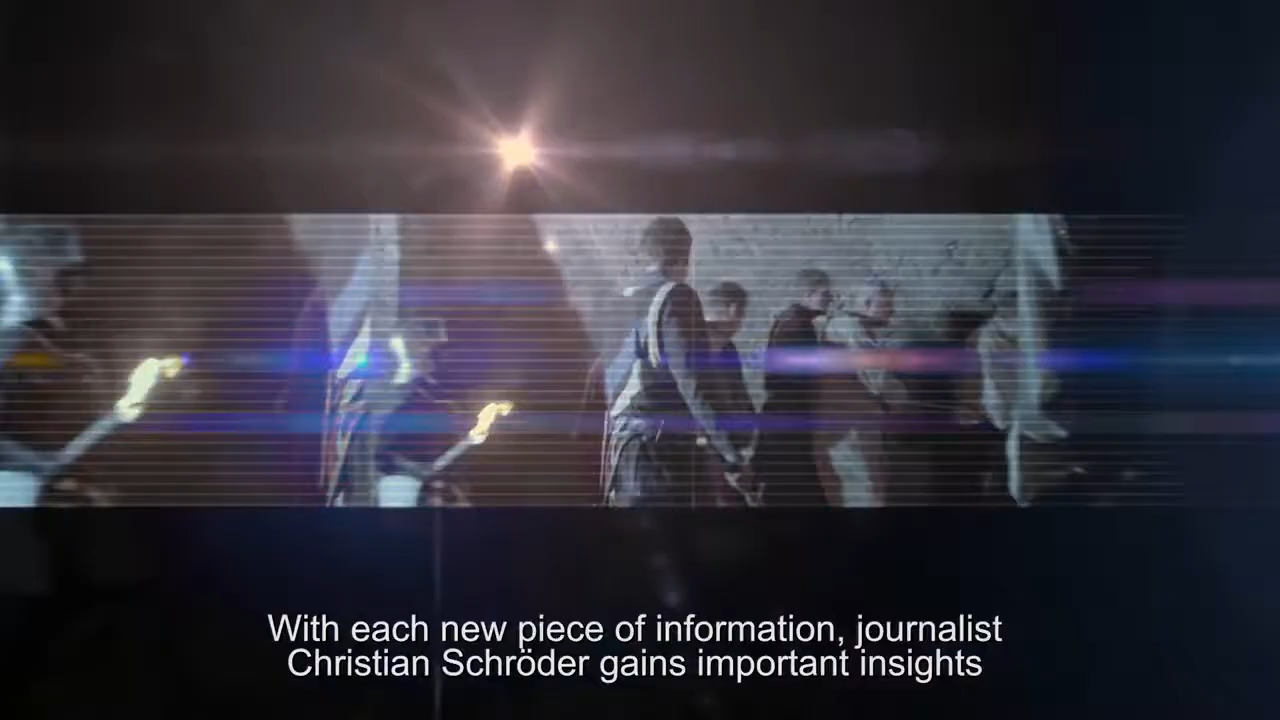 With each new piece of information, journalist
Christian Schröder gains important insights